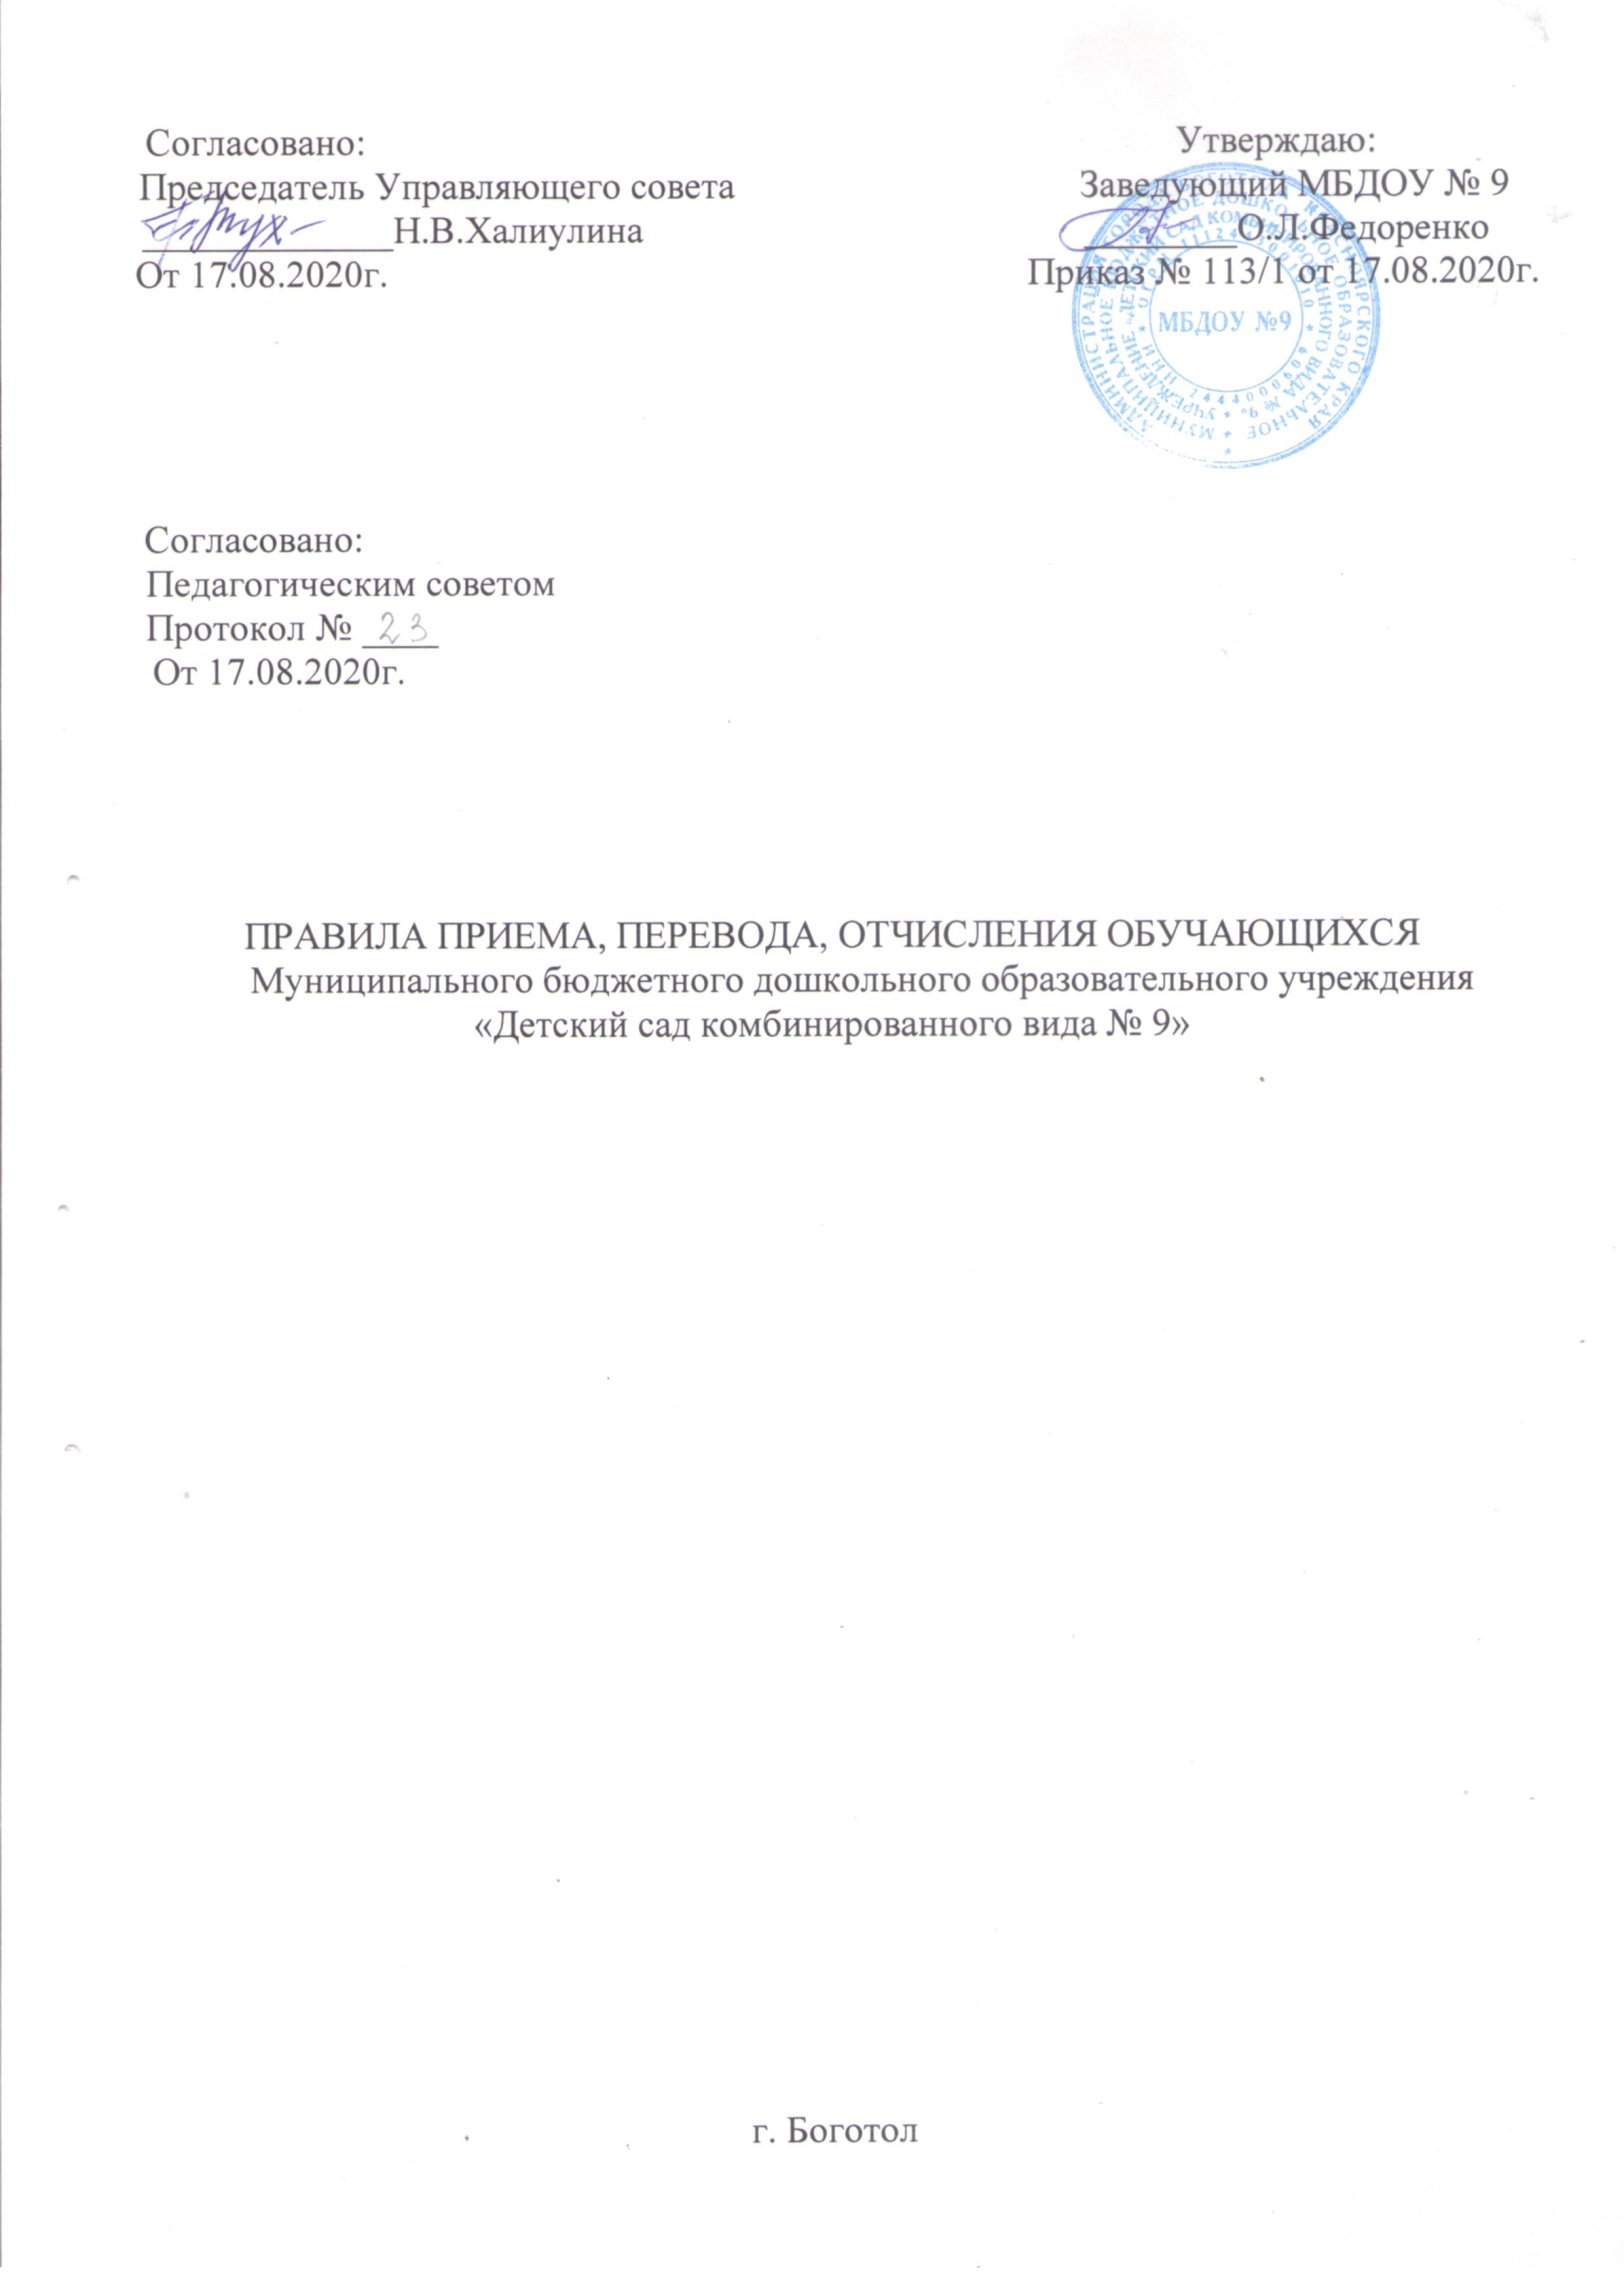 Согласовано:
Председатель Управляющего совета
_____________Н.В.Халиулина
От 17.08.2020г.
Утверждаю:
Заведующий МБДОУ № 9
________О.Л.Федоренко
Приказ № 113/1 от 17.08.2020г.
МБДОУ №9
Согласовано:
Педагогическим советом
Протокол № 23
От 17.08.2020г.
ПРАВИЛА ПРИЕМА, ПЕРЕВОДА, ОТЧИСЛЕНИЯ ОБУЧАЮЩИХСЯ
Муниципального бюджетного дошкольного образовательного учреждения
«Детский сад комбинированного вида № 9»
г. Боготол